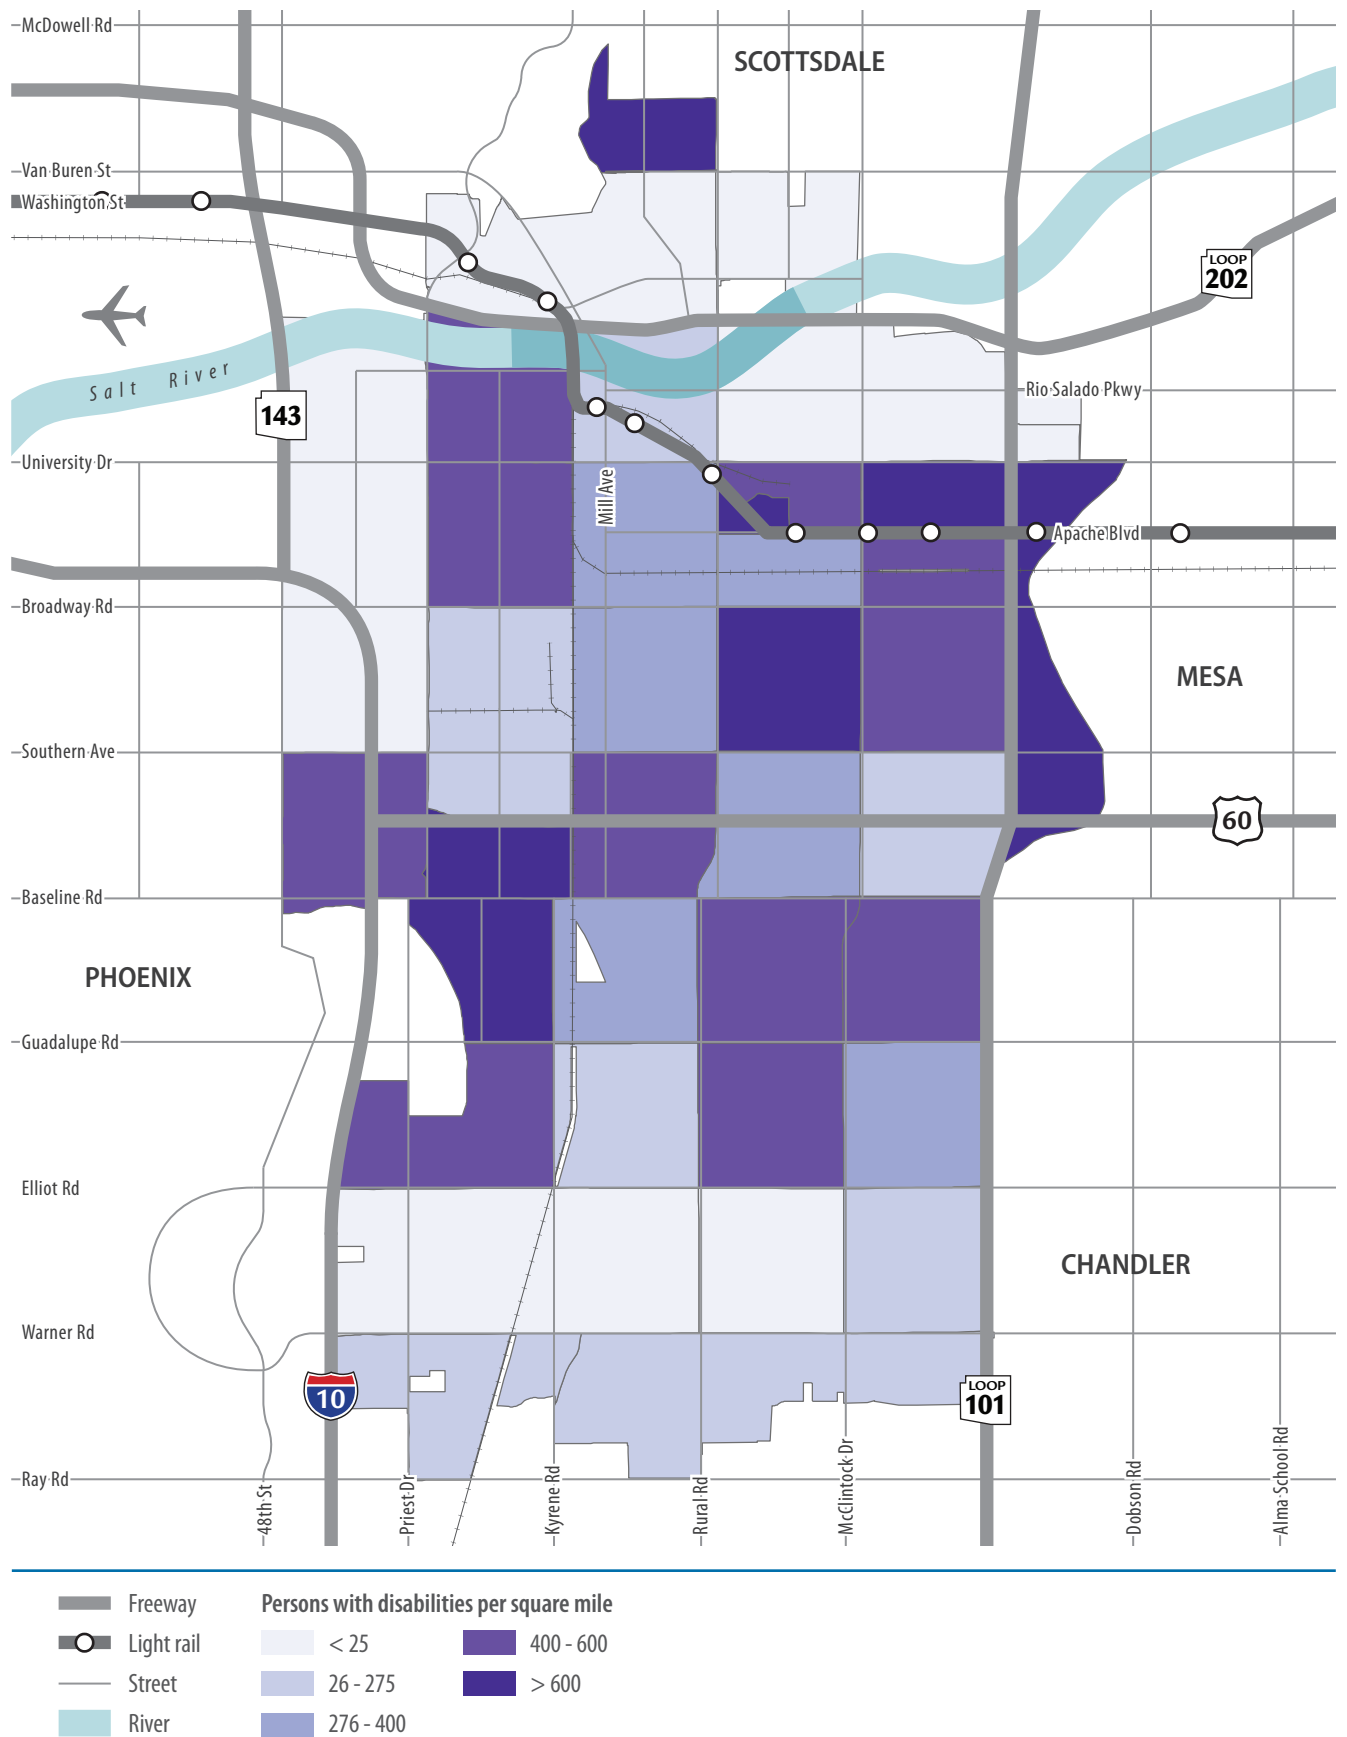 McDowell Rd
SCOTTSDALE
Van Buren St
Washington St
LOOP
202
Salt River
143
Rio Salado Pkwy
University Dr
Mill Ave
Apache Blvd
Broadway Rd
MESA
Southern Ave
60
Baseline Rd
PHOENIX
Guadalupe Rd
Elliot Rd
CHANDLER
Warner Rd
10
LOOP
101
Ray Rd
48th St
Priest Dr
Kyrene Rd
Rural Rd
McClintock Dr
Dobson Rd
Alma School Rd
Freeway
Light rail
Street
River
Persons with disabilities per square mile
< 25
26 - 275
276 - 400
400 - 600
> 600